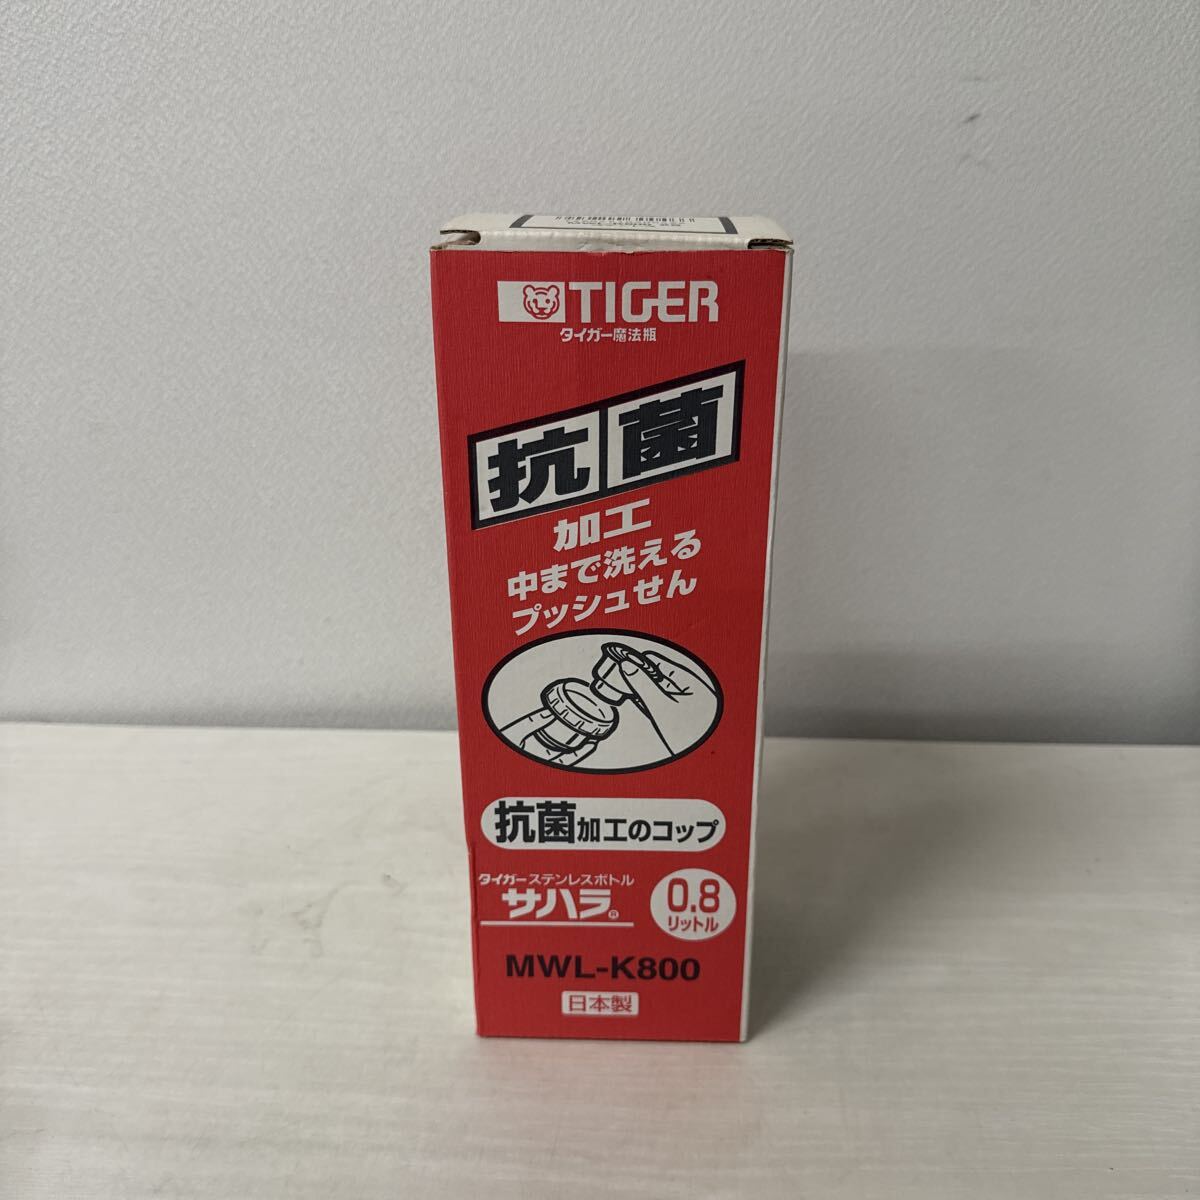 TIGER
タイガー魔法瓶
抗菌
加工
中まで洗える
プッシュせん
抗菌加工のコップ
タイガーステンレスボトル
サハラ®
0.8
リットル
MWL-K800
日本製